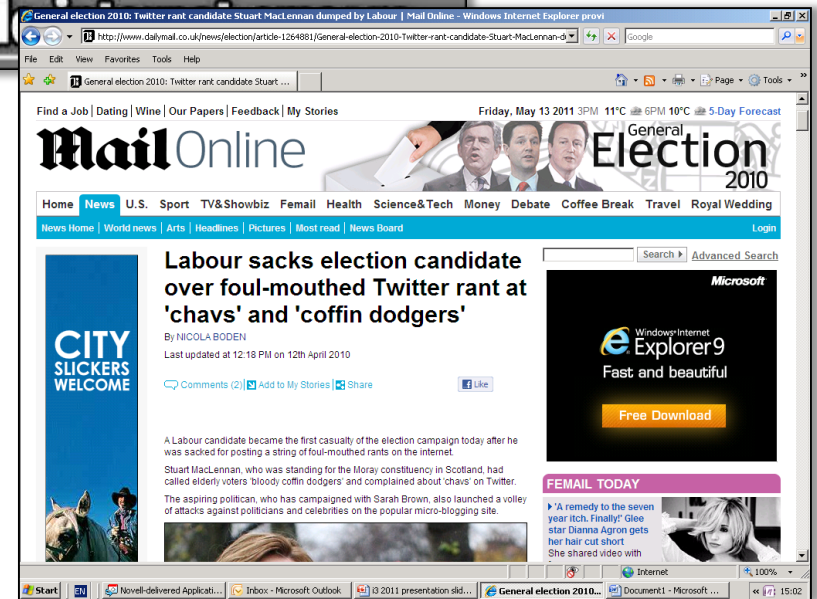 General election 2010: Twitter rant candidate Stuart MacLennan dumped by Labour | Mail Online - Windows Internet Explorer provi
http://www.dailymail.co.uk/news/election/article-1264881/General-election-2010-Twitter-rant-candidate-Stuart-MacLennan-d
Google
File Edit View Favorites Tools Help
General election 2010: Twitter rant candidate Stuart ...
Page Tools
Find a Job | Dating | Wine | Our Papers | Feedback | My Stories
Friday, May 13 2011 3PM 11°C 6PM 10°C 5-Day Forecast
Mail Online
General
Election
2010
Home News U.S. Sport TV&Showbiz Femail Health Science&Tech Money Debate Coffee Break Travel Royal Wedding
News Home | World news | Arts | Headlines | Pictures | Most read | News Board Login
Search Advanced Search
Labour sacks election candidate
over foul-mouthed Twitter rant at
'chavs' and 'coffin dodgers'
By NICOLA BODEN
Last updated at 12:18 PM on 12th April 2010
Comments (2) | Add to My Stories | Share
Like
A Labour candidate became the first casualty of the election campaign today after he
was sacked for posting a string of foul-mouthed rants on the internet.
Stuart MacLennan, who was standing for the Moray constituency in Scotland, had
called elderly voters 'bloody coffin dodgers' and complained about 'chavs' on Twitter.
The aspiring politican, who has campaigned with Sarah Brown, also launched a volley
of attacks against politicians and celebrities on the popular micro-blogging site.
CITY
SLICKERS
WELCOME
Microsoft
Windows Internet
Explorer 9
Fast and beautiful
Free Download
FEMAIL TODAY
'A remedy to the seven
year itch. Finally!' Glee
star Dianna Agron gets
her hair cut short
She shared video with
Internet
100%
Start EN Novell-delivered Applicati... Inbox - Microsoft Outlook i3 2011 presentation slid... General election 2010... Document1 - Microsoft ... 15:02